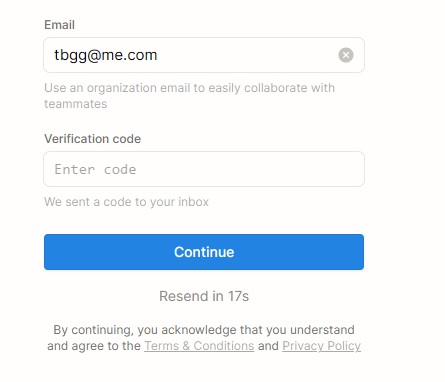 Email
tbgg@me.com
Use an organization email to easily collaborate with
teammates
Verification code
Enter code
We sent a code to your inbox
Continue
Resend in 17s
By continuing, you acknowledge that you understand
and agree to the Terms & Conditions and Privacy Policy